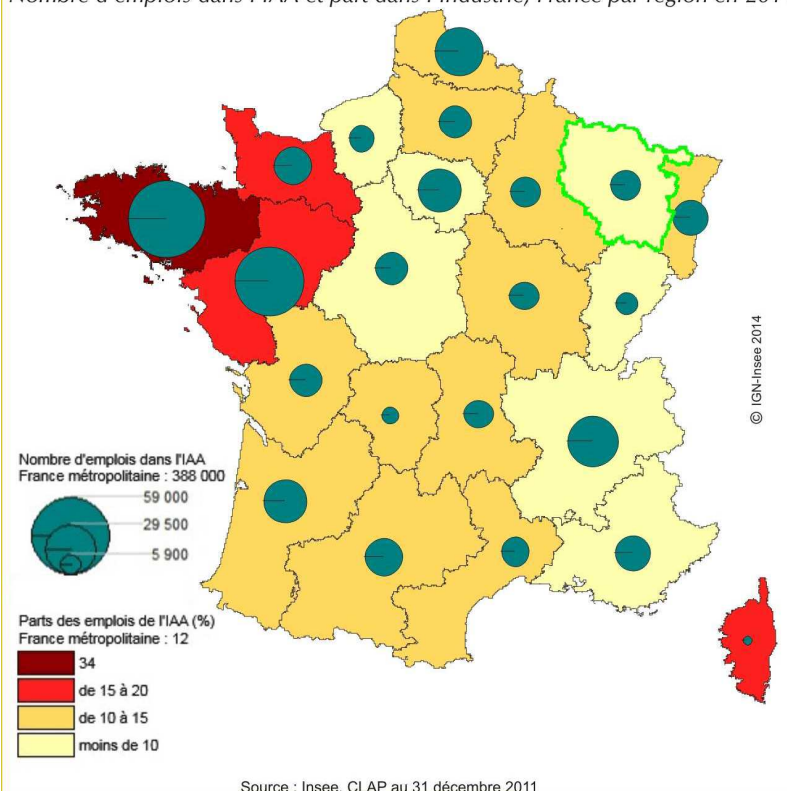 Nombre d'emplois dans l'IAA et part dans l'industrie, France par région en 201
© IGN-Insee 2014
Nombre d'emplois dans l'IAA
France métropolitaine : 388 000
59 000
29 500
5 900
Parts des emplois de l'IAA (%)
France métropolitaine : 12
34
de 15 à 20
de 10 à 15
moins de 10
Source : Insee, CLAP au 31 décembre 2011